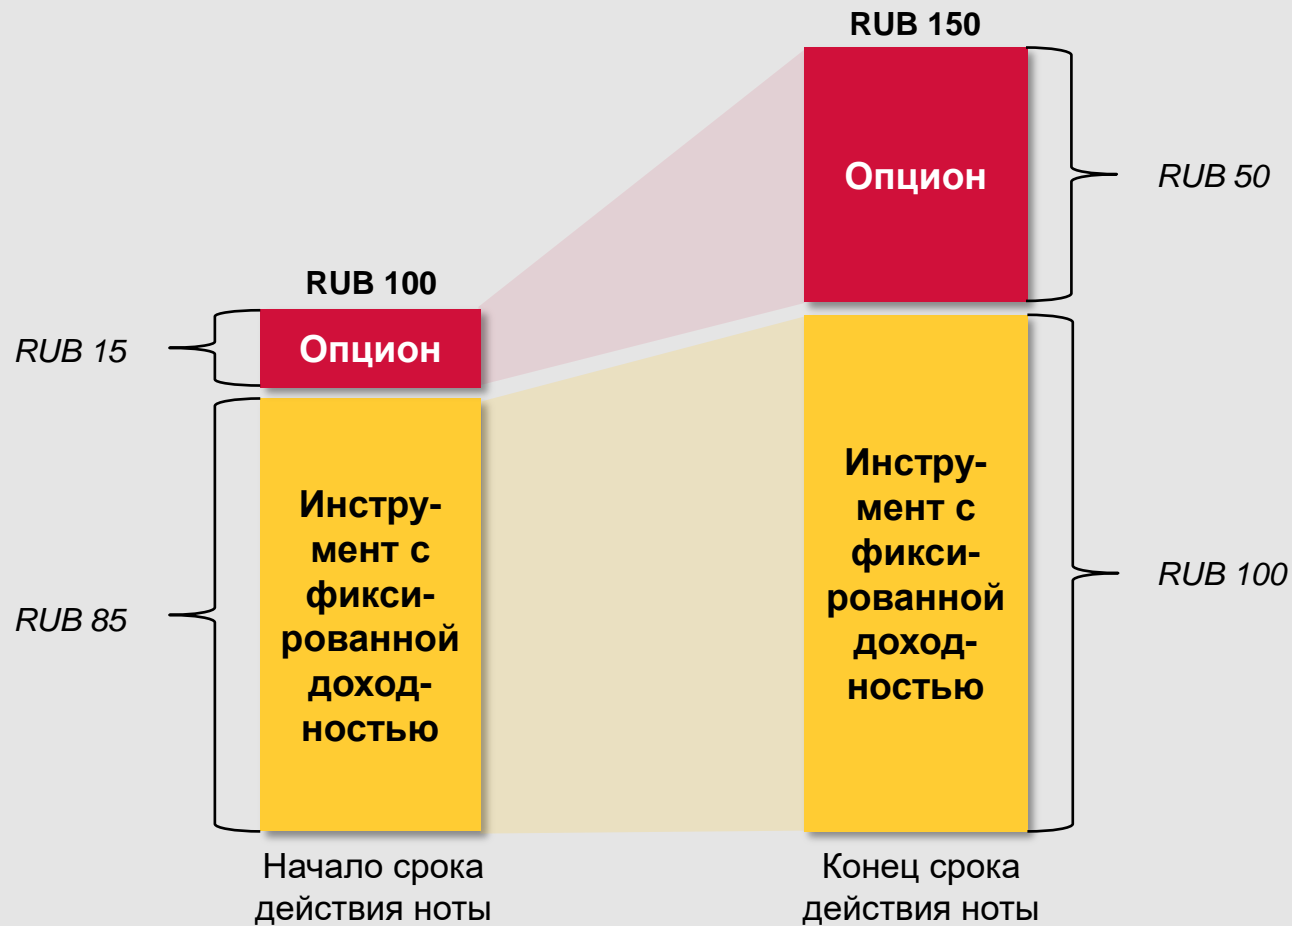 RUB 150
Опцион
RUB 50
RUB 100
RUB 15
Опцион
Инстру-
мент с
фикси-
рованной
доход-
ностью
RUB 85
Инстру-
мент с
фикси-
рованной
доход-
ностью
RUB 100
Начало срока
действия ноты
Конец срока
действия ноты